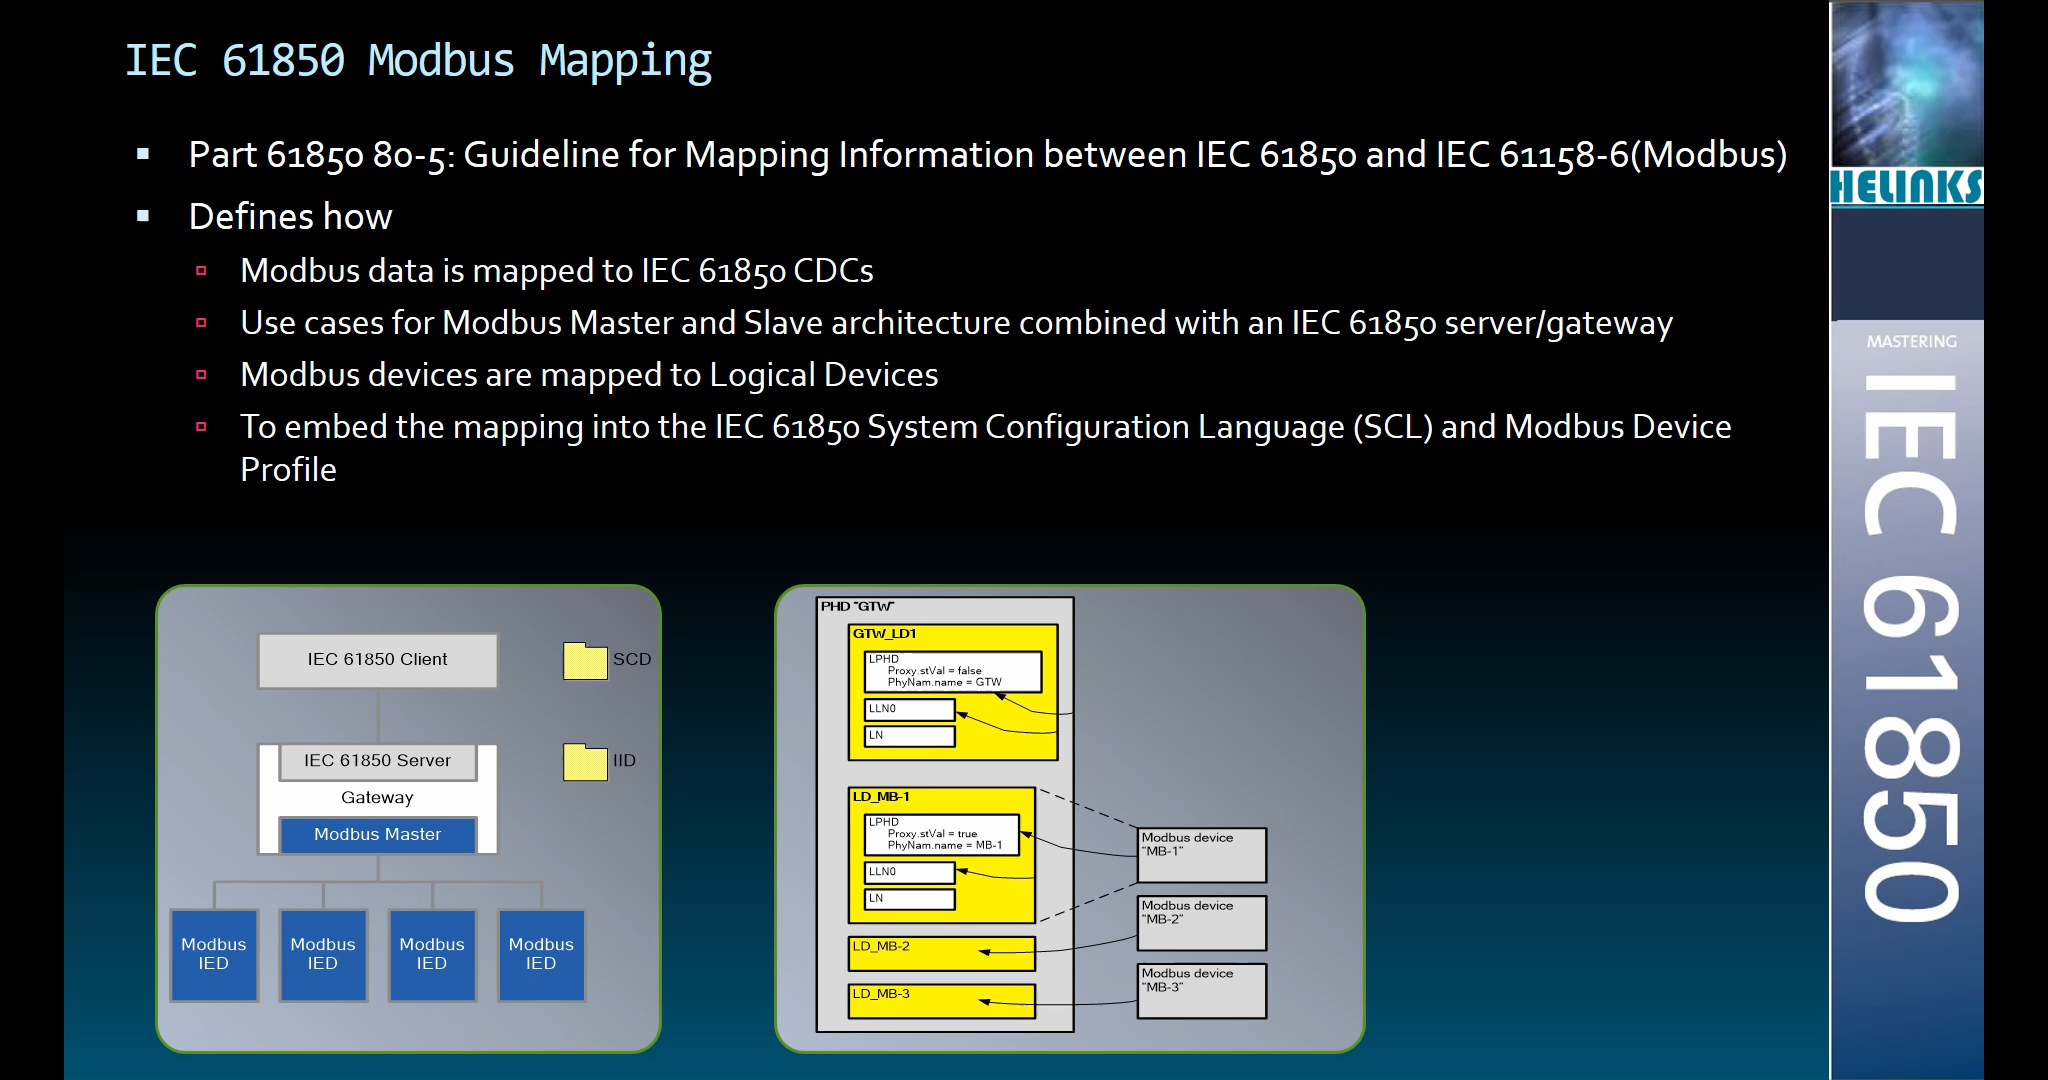 IEC 61850 Modbus Mapping
Part 61850 80-5: Guideline for Mapping Information between IEC 61850 and IEC 61158-6(Modbus)
Defines how
Modbus data is mapped to IEC 61850 CDCs
Use cases for Modbus Master and Slave architecture combined with an IEC 61850 server/gateway
Modbus devices are mapped to Logical Devices
To embed the mapping into the IEC 61850 System Configuration Language (SCL) and Modbus Device
Profile
IEC 61850 Client
SCD
IEC 61850 Server
IID
Gateway
Modbus Master
Modbus
IED
Modbus
IED
Modbus
IED
Modbus
IED
PHD "GTW"
GTW_LD1
LPHD
Proxy.stVal = false
PhyNam.name = GTW
LLN0
LN
LD_MB-1
LPHD
Proxy.stVal = true
PhyNam.name = MB-1
LLN0
LN
LD_MB-2
LD_MB-3
Modbus device
"MB-1"
Modbus device
"MB-2"
Modbus device
"MB-3"
HELINKS
MASTERING
IEC 61850